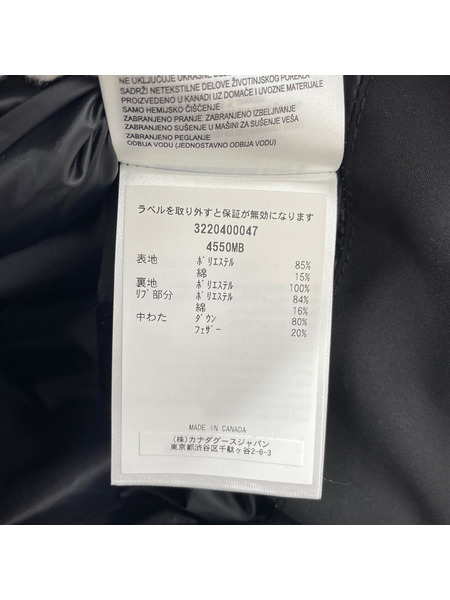 NE UKLJUČUJE UKRASNE
SADRŽI NETEKSTILNE DELOVE ŽIVOTINJSKOG POREKLA
PROIZVEDENO U KANADI UZ DOMAĆE I UVOZNE MATERIJALE
SAMO HEMIJSKO ČIŠĆENJE
ZABRANJENO PRANJE. ZABRANJENO IZBELJIVANJE
ZABRANJENO SUŠENJE U MAŠINI ZA SUŠENJE VEŠA
ZABRANJENO PEGLANJE
ODBIJA VODU (JEDNOSTAVNO ODBIJA VODU)
ラベルを取り外すと保証が無効になります
3220400047
4550MB
表地 ﾎﾟﾘｴｽﾃﾙ 85%
綿 15%
裏地 ﾎﾟﾘｴｽﾃﾙ 100%
ﾘﾌﾞ部分 ﾎﾟﾘｴｽﾃﾙ 84%
綿 16%
中わた ﾀﾞｳﾝ 80%
ﾌｪｻﾞｰ 20%
MADE IN CANADA
(株)カナダグースジャパン
東京都渋谷区千駄ヶ谷2-6-3